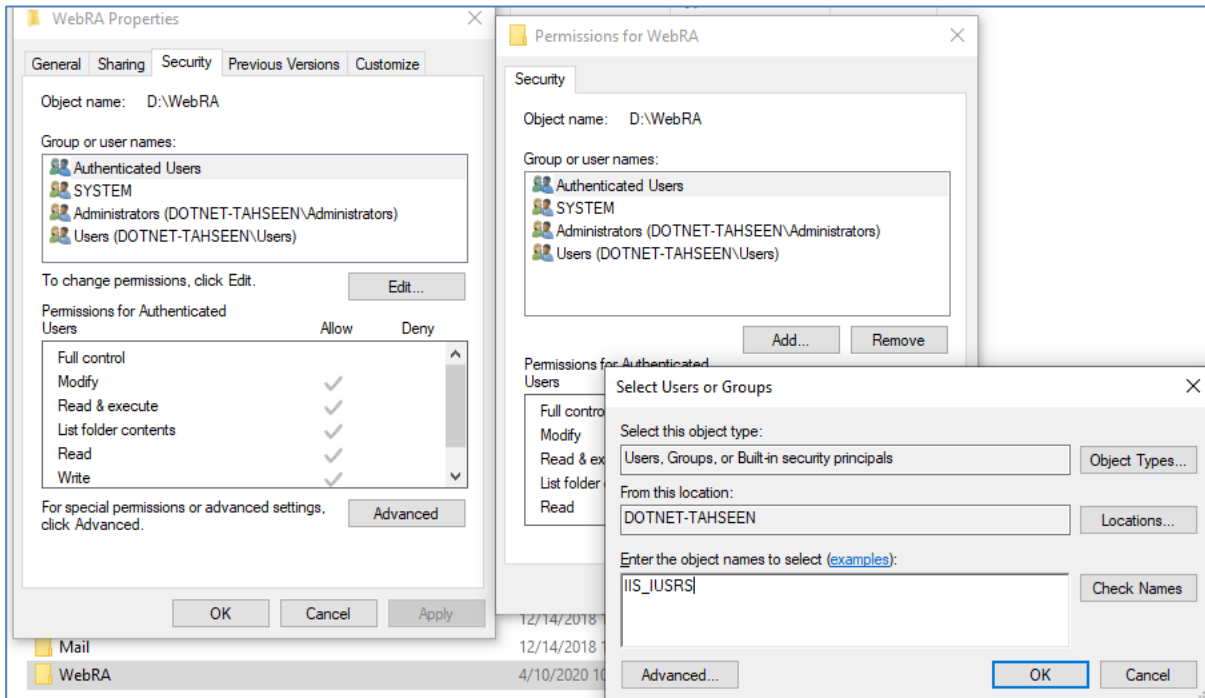 WebRA Properties
General Sharing Security Previous Versions Customize
Object name: D:\WebRA
Group or user names:
Authenticated Users
SYSTEM
Administrators (DOTNET-TAHSEEN\Administrators)
Users (DOTNET-TAHSEEN\Users)
To change permissions, click Edit.
Edit...
Permissions for Authenticated
Users Allow Deny
Full control
Modify
Read & execute
List folder contents
Read
Write
For special permissions or advanced settings,
click Advanced.
Advanced
OK Cancel Apply
Permissions for WebRA
Security
Object name: D:\WebRA
Group or user names:
Authenticated Users
SYSTEM
Administrators (DOTNET-TAHSEEN\Administrators)
Users (DOTNET-TAHSEEN\Users)
Add... Remove
Permissions for Authenticated
Users
Full contro
Modify
Read & ex
List folder
Read
Select Users or Groups
Select this object type:
Users, Groups, or Built-in security principals
Object Types...
From this location:
DOTNET-TAHSEEN
Locations...
Enter the object names to select (examples):
IIS_IUSRS
Check Names
Advanced... OK Cancel
12/14/2018 1
Mail 12/14/2018 1
WebRA 4/10/2020 10